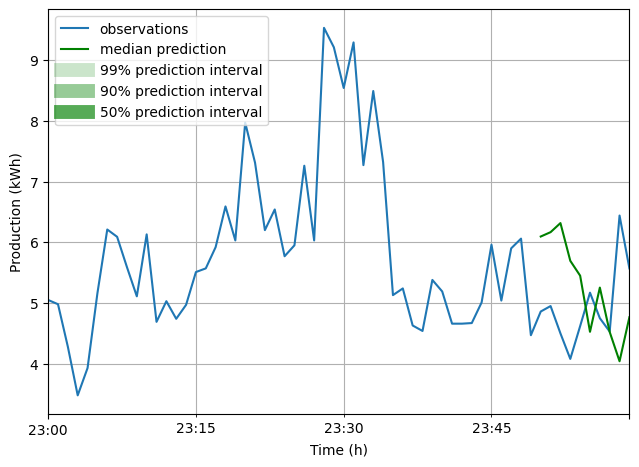 observations
median prediction
99% prediction interval
90% prediction interval
50% prediction interval
9
8
7
6
5
4
Production (kWh)
23:00
23:15
23:30
23:45
Time (h)